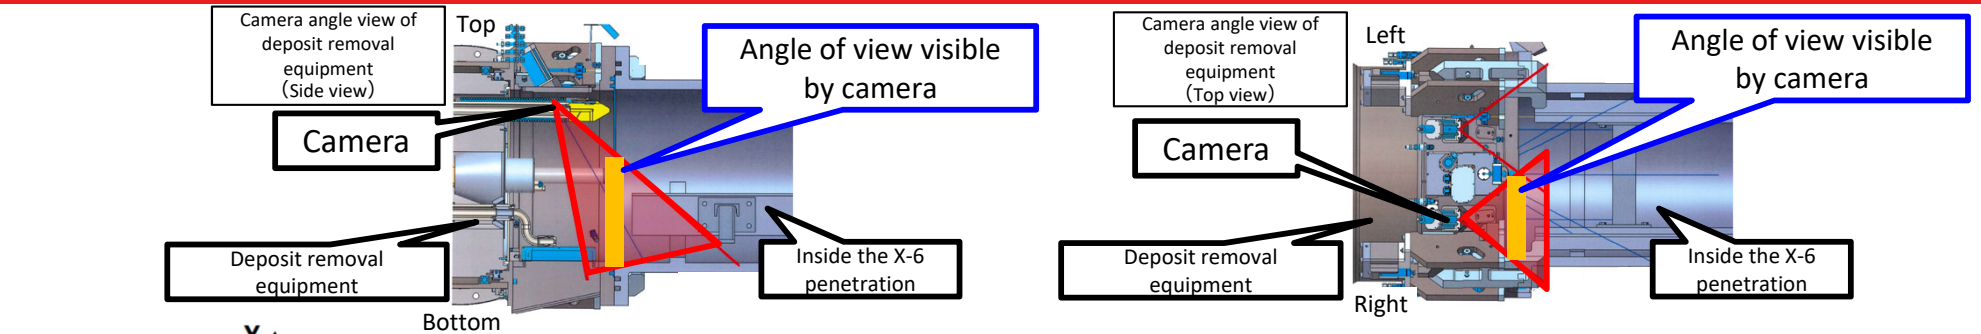 Camera angle view of
deposit removal
equipment
(Side view)
Top
Angle of view visible
by camera
Camera
Deposit removal
equipment
Inside the X-6
penetration
Bottom
Camera angle view of
deposit removal
equipment
(Top view)
Left
Angle of view visible
by camera
Camera
Deposit removal
equipment
Inside the X-6
penetration
Right